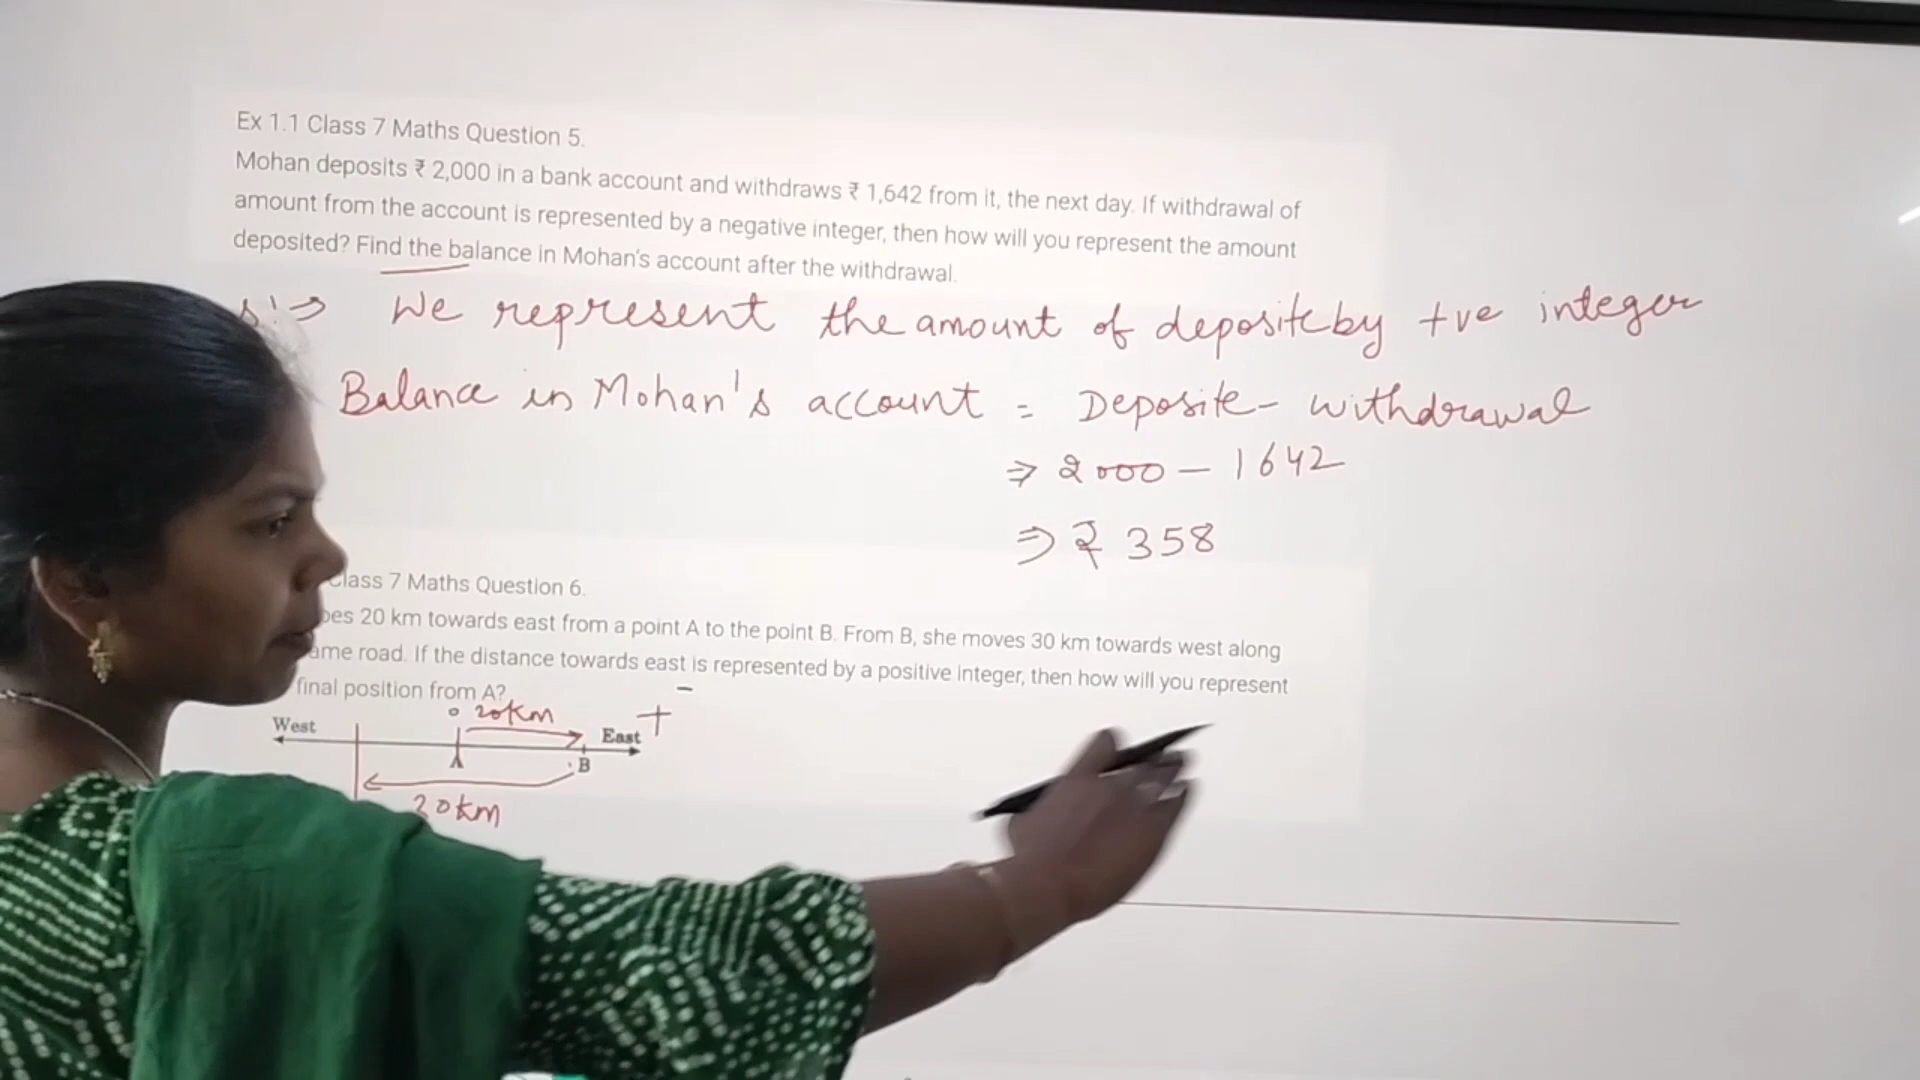 Ex 1.1 Class 7 Maths Question 5.
Mohan deposits ₹ 2,000 in a bank account and withdraws ₹ 1,642 from it, the next day. If withdrawal of
amount from the account is represented by a negative integer, then how will you represent the amount
deposited? Find the balance in Mohan's account after the withdrawal.
⇒ We represent the amount of deposite by +ve integer
Balance in Mohan's account = Deposite - withdrawal
⇒ 2000 - 1642
⇒ ₹ 358
Class 7 Maths Question 6.
20 km towards east from a point A to the point B. From B, she moves 30 km towards west along
road. If the distance towards east is represented by a positive integer, then how will you represent
final position from A?
0 20km + -
West East
A B
30km